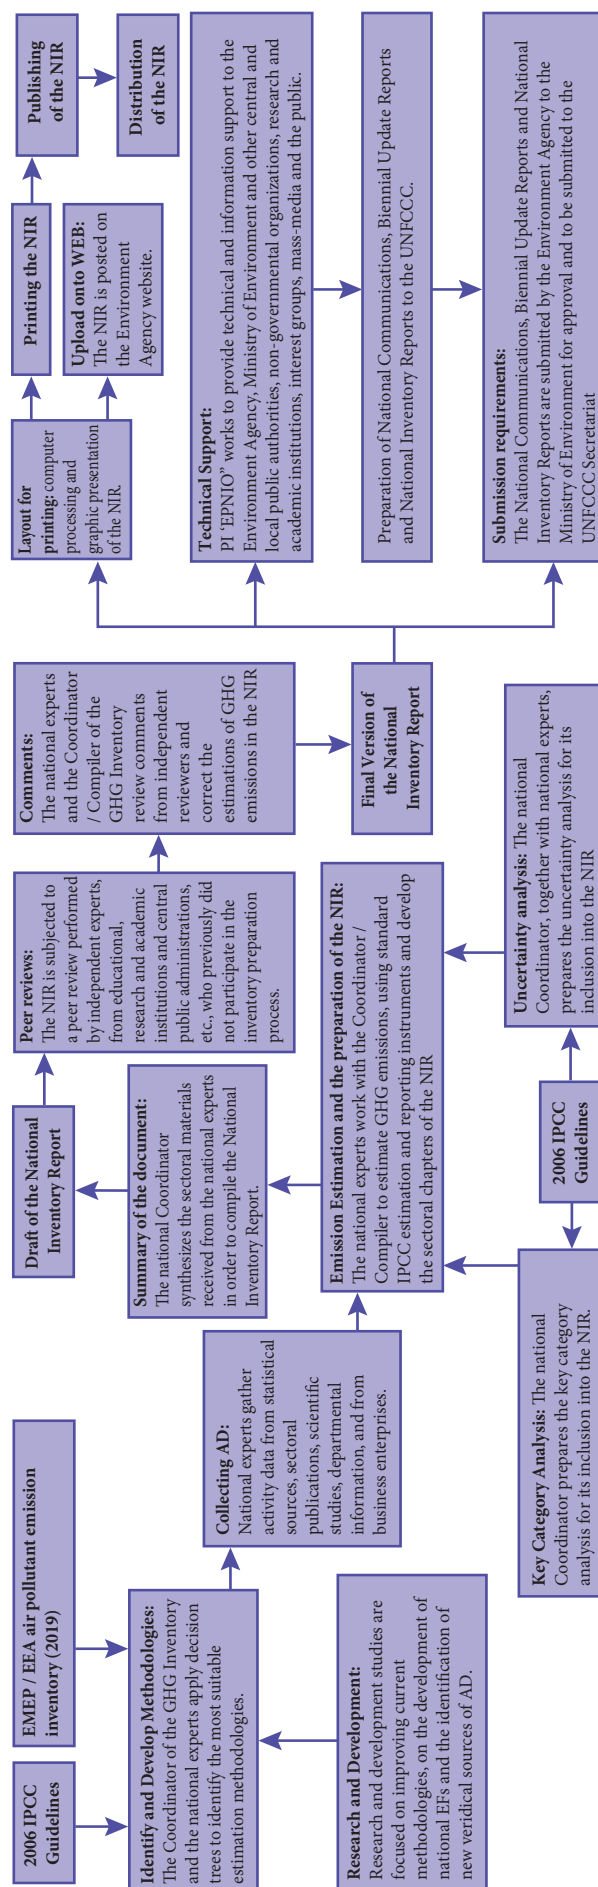 2006 IPCC
Guidelines
EMEP / EEA air pollutant emission
inventory (2019)
Identify and Develop Methodologies:
The Coordinator of the GHG Inventory
and the national experts apply decision
trees to identify the most suitable
estimation methodologies.
Research and Development:
Research and development studies are
focused on improving current
methodologies, on the development of
national EFs and the identification of
new veridical sources of AD.
Collecting AD:
National experts gather
activity data from statistical
sources, sectoral
publications, scientific
studies, departmental
information, and from
business enterprises.
Key Category Analysis: The national
Coordinator prepares the key category
analysis for its inclusion into the NIR.
2006 IPCC
Guidelines
Uncertainty analysis: The national
Coordinator, together with national experts,
prepares the uncertainty analysis for its
inclusion into the NIR
Emission Estimation and the preparation of the NIR:
The national experts work with the Coordinator /
Compiler to estimate GHG emissions, using standard
IPCC estimation and reporting instruments and develop
the sectoral chapters of the NIR
Summary of the document:
The national Coordinator
synthesizes the sectoral materials
received from the national experts
in order to compile the National
Inventory Report.
Draft of the National
Inventory Report
Peer reviews:
The NIR is subjected to
a peer review performed
by independent experts,
from educational,
research and academic
institutions and central
public administrations,
etc., who previously did
not participate in the
inventory preparation
process.
Comments:
The national experts
and the Coordinator
/ Compiler of the
GHG Inventory
review comments
from independent
reviewers and
correct the
estimations of GHG
emissions in the NIR
Final Version of
the National
Inventory Report
Layout for
printing: computer
processing and
graphic presentation
of the NIR.
Printing the NIR
Upload onto WEB:
The NIR is posted on
the Environment
Agency website.
Publishing
of the NIR
Distribution
of the NIR
Technical Support:
PI 'EPNIO" works to provide technical and information support to the
Environment Agency, Ministry of Environment and other central and
local public authorities, non-governmental organizations, research and
academic institutions, interest groups, mass-media and the public.
Preparation of National Communications, Biennial Update Reports
and National Inventory Reports to the UNFCCC.
Submission requirements:
The National Communications, Biennial Update Reports and National
Inventory Reports are submitted by the Environment Agency to the
Ministry of Environment for approval and to be submitted to the
UNFCCC Secretariat